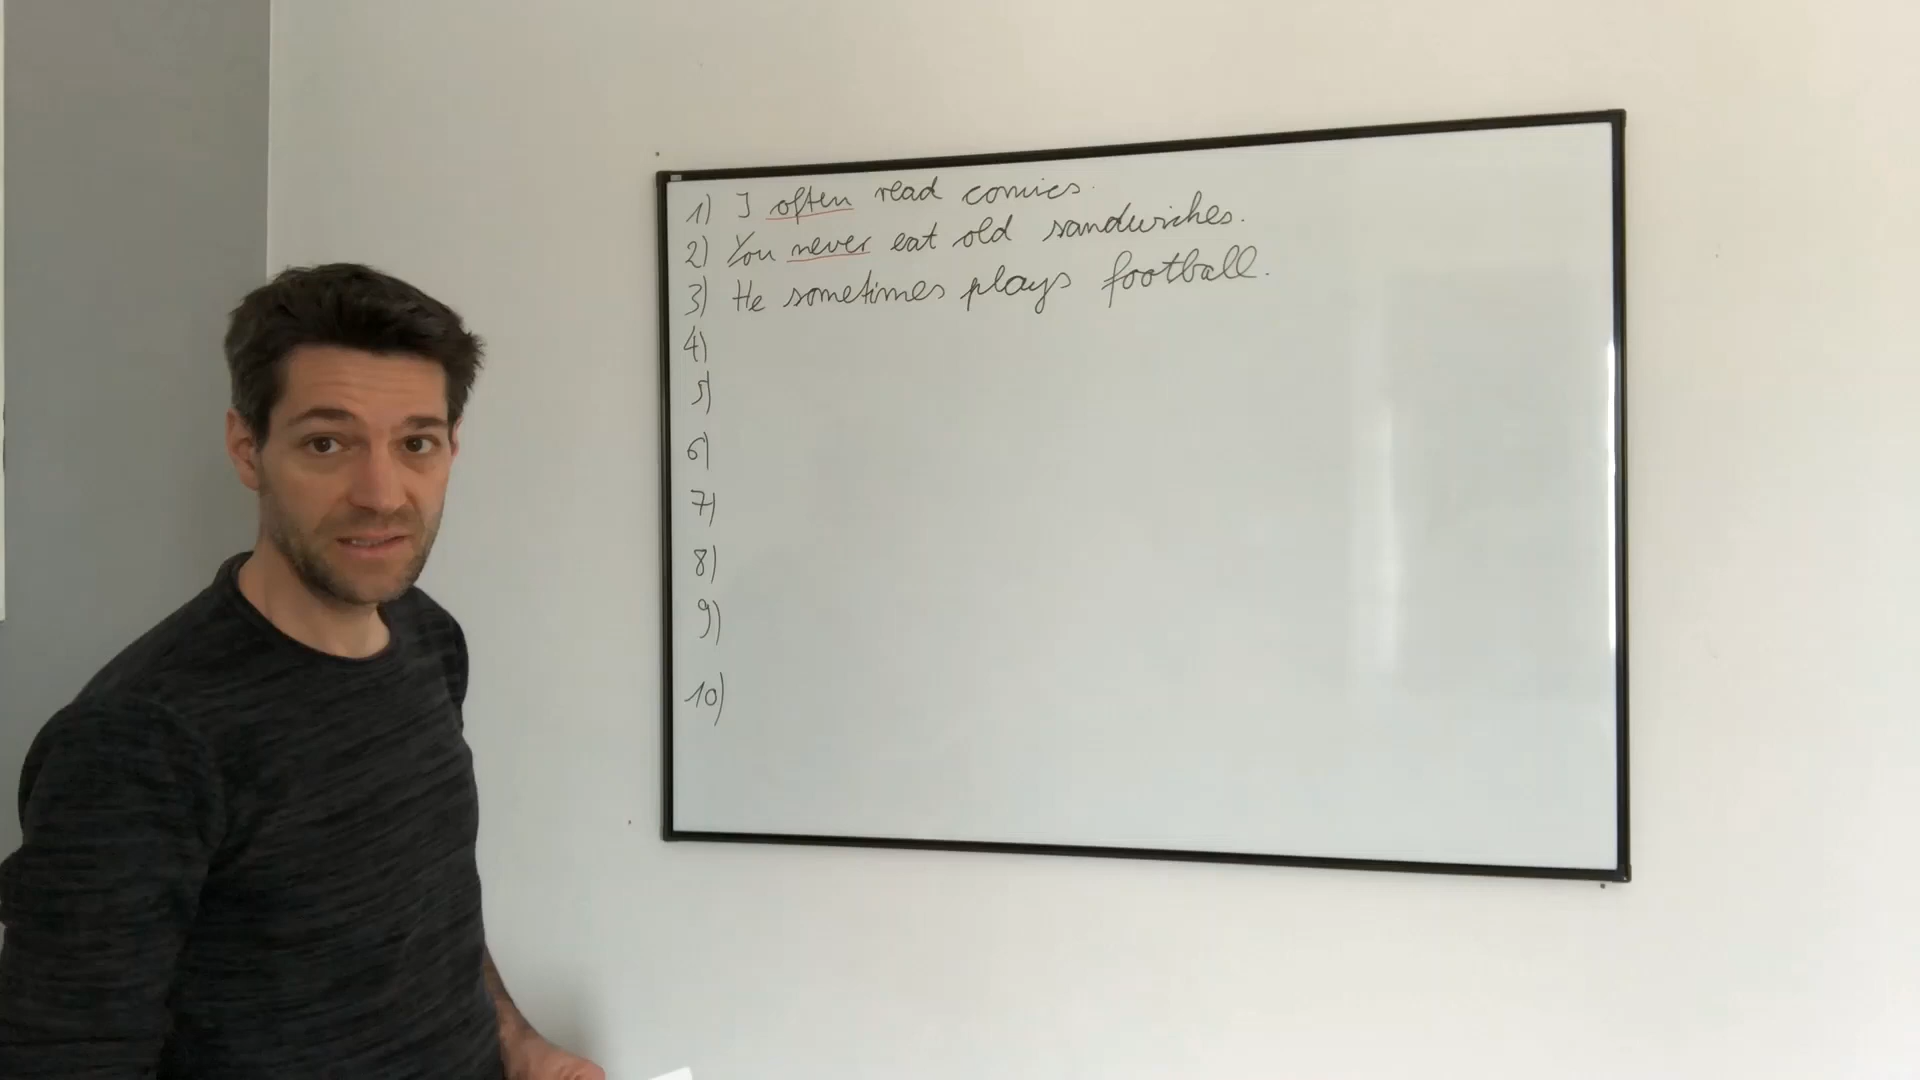 1) I often read comics.
2) You never eat old sandwiches.
3) He sometimes plays football.
4)
5)
6)
7)
8)
9)
10)